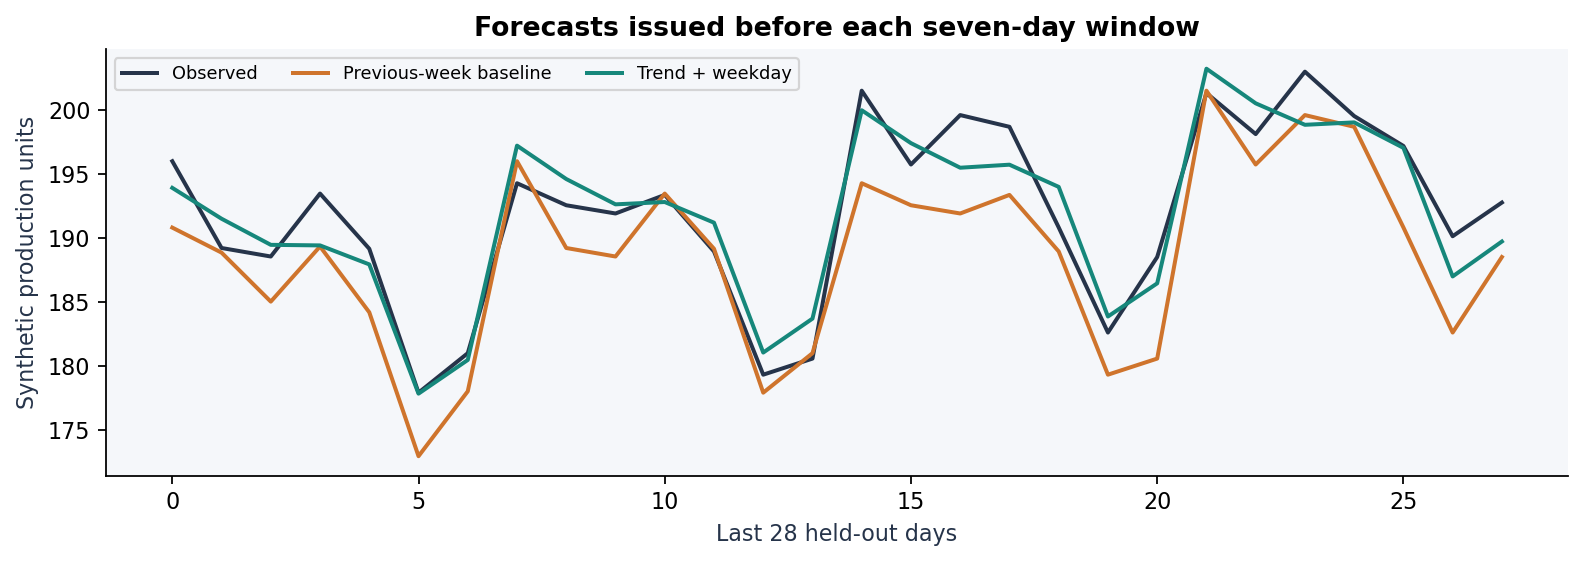 Forecasts issued before each seven-day window
Observed
Previous-week baseline
Trend + weekday
Synthetic production units
200
195
190
185
180
175
0
5
10
15
20
25
Last 28 held-out days